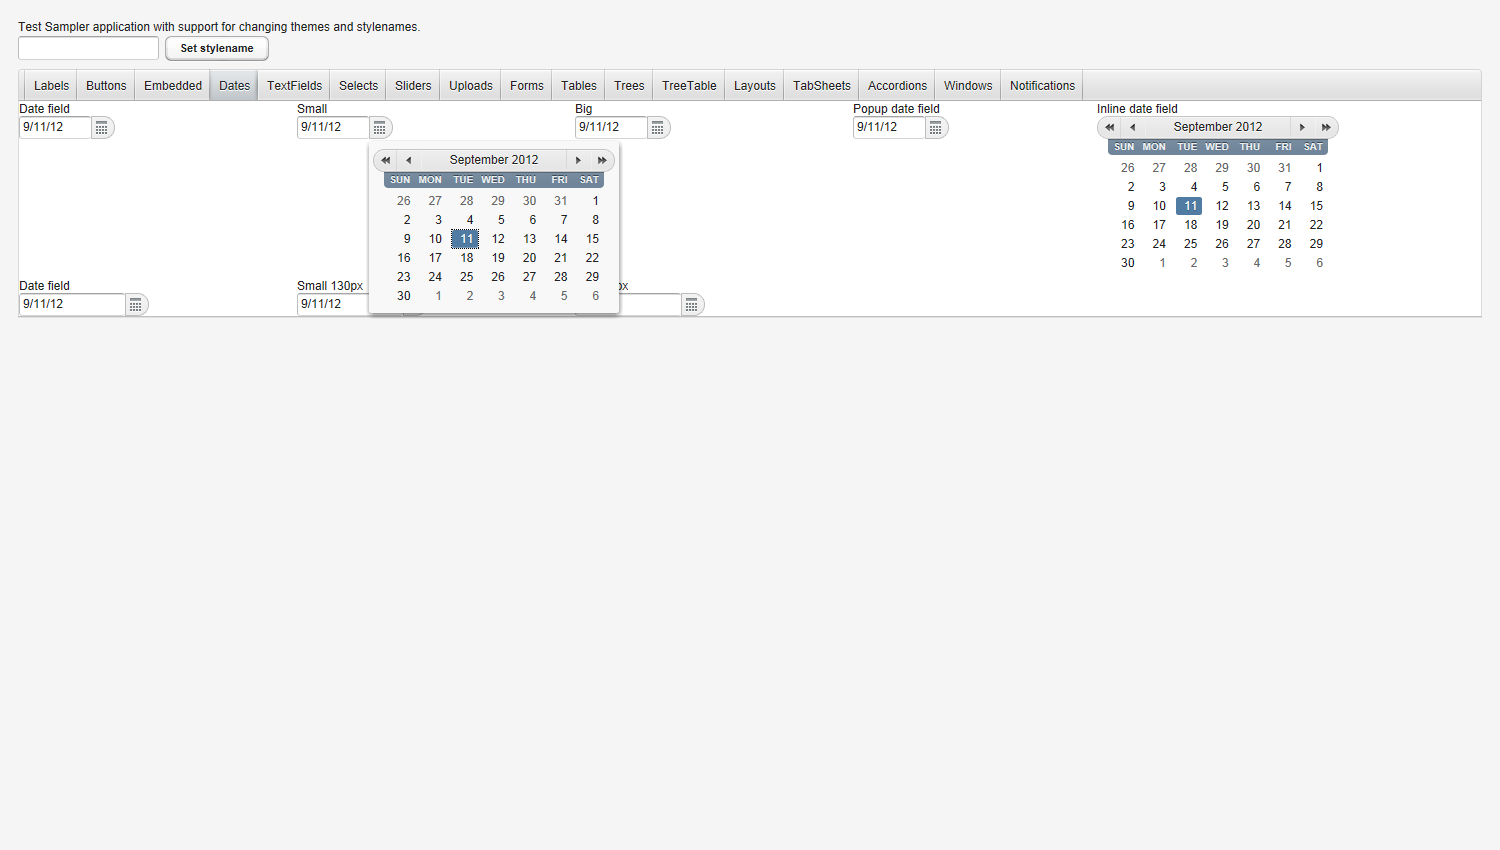 Test Sampler application with support for changing themes and stylenames.
Set stylename
Labels Buttons Embedded Dates TextFields Selects Sliders Uploads Forms Tables Trees TreeTable Layouts TabSheets Accordions Windows Notifications
Date field Small Big Popup date field Inline date field
9/11/12 9/11/12 9/11/12 9/11/12
September 2012
SUN MON TUE WED THU FRI SAT
26 27 28 29 30 31 1
2 3 4 5 6 7 8
9 10 11 12 13 14 15
16 17 18 19 20 21 22
23 24 25 26 27 28 29
30 1 2 3 4 5 6
September 2012
SUN MON TUE WED THU FRI SAT
26 27 28 29 30 31 1
2 3 4 5 6 7 8
9 10 11 12 13 14 15
16 17 18 19 20 21 22
23 24 25 26 27 28 29
30 1 2 3 4 5 6
Date field Small 130px
9/11/12 9/11/12